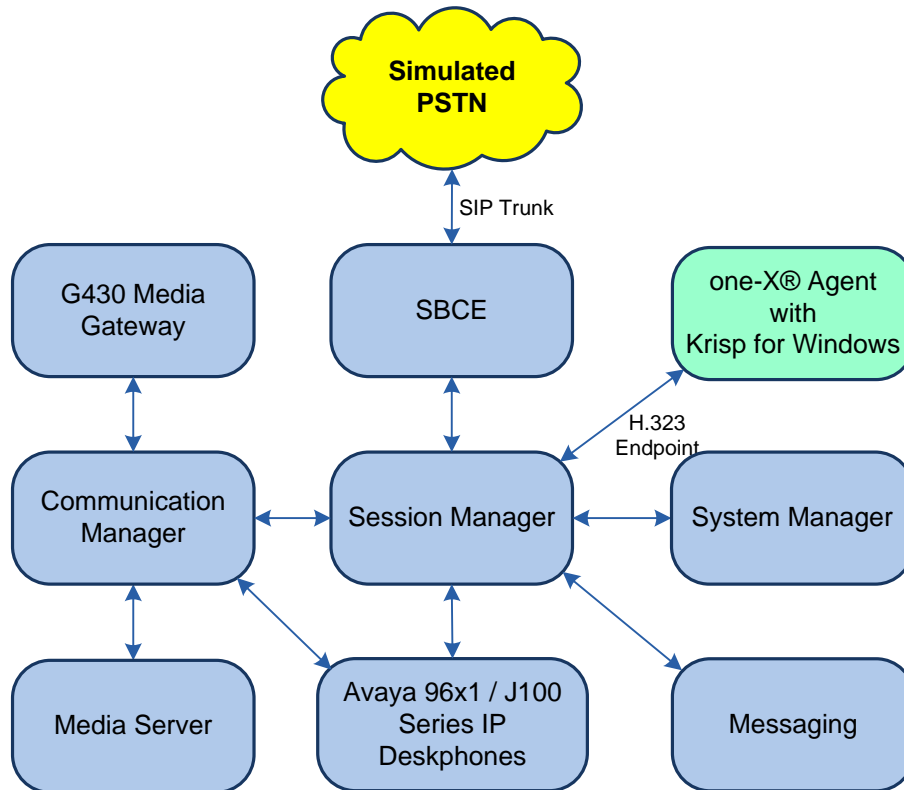 Simulated
PSTN
SIP Trunk
G430 Media
Gateway
SBCE
one-X® Agent
with
Krisp for Windows
H.323
Endpoint
Communication
Manager
Session Manager
System Manager
Media Server
Avaya 96x1 / J100
Series IP
Deskphones
Messaging